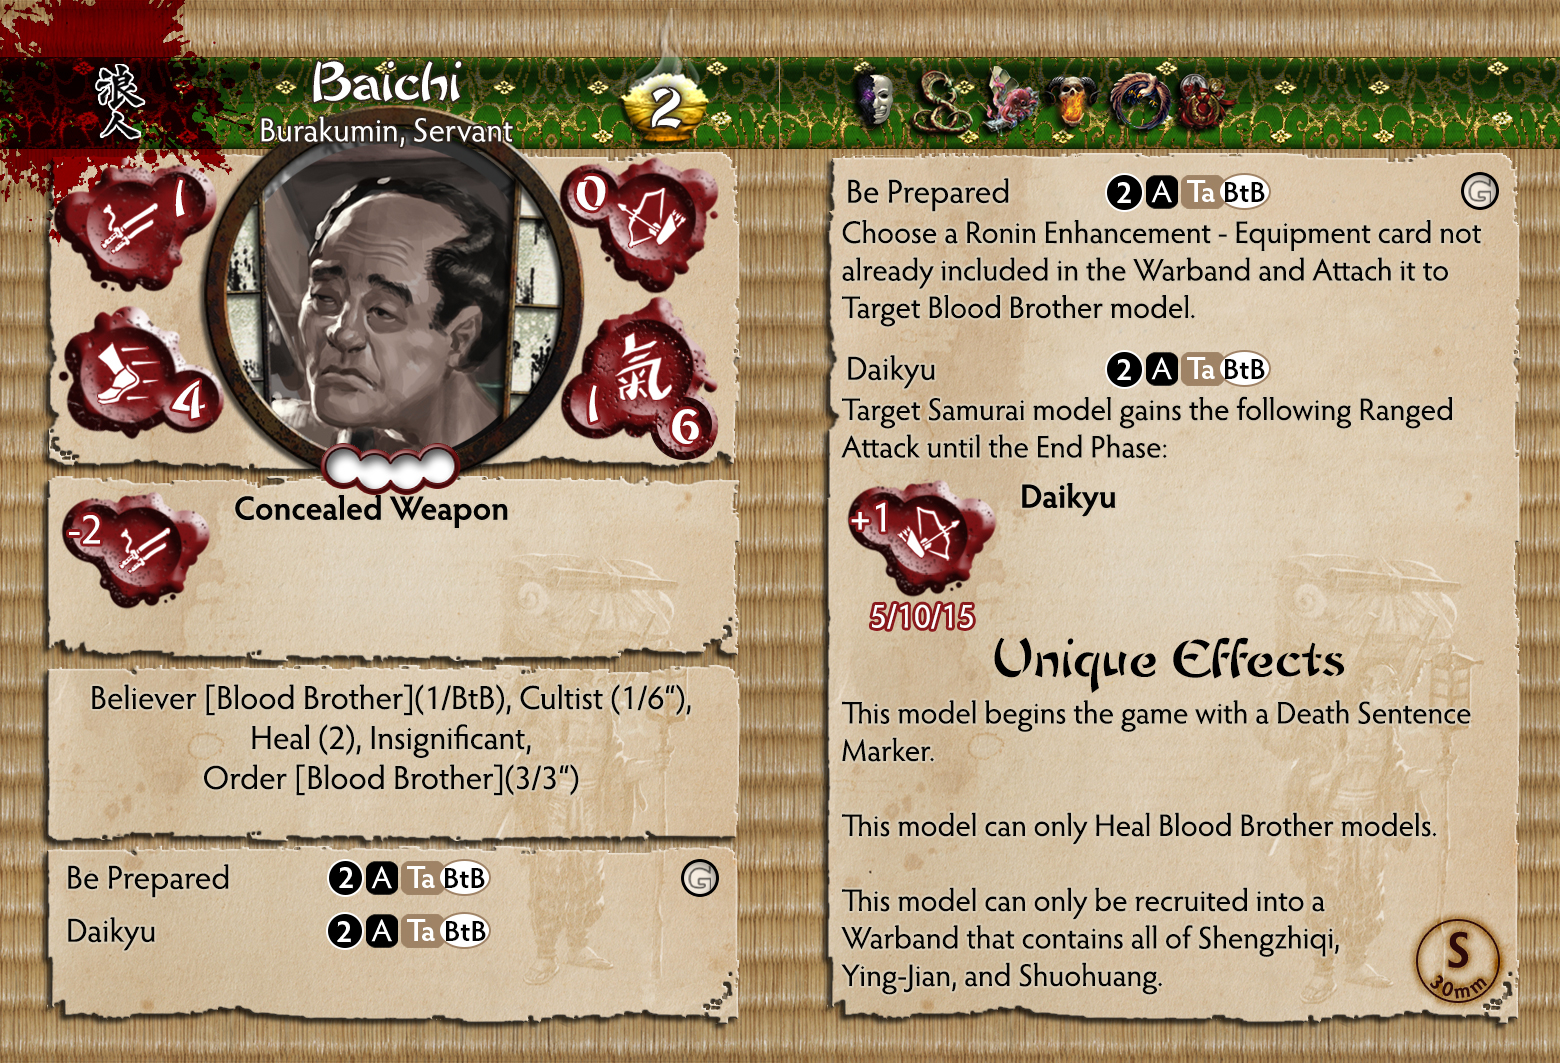 浪人
Baichi
Burakumin, Servant
2
1
0
4
氣
1
6
Concealed Weapon
-2
Believer [Blood Brother](1/BtB), Cultist (1/6“),
Heal (2), Insignificant,
Order [Blood Brother](3/3“)
Be Prepared 2 A Ta BtB G
Daikyu 2 A Ta BtB
Be Prepared 2 A Ta BtB G
Choose a Ronin Enhancement - Equipment card not
already included in the Warband and Attach it to
Target Blood Brother model.
Daikyu 2 A Ta BtB
Target Samurai model gains the following Ranged
Attack until the End Phase:
Daikyu
+1
5/10/15
Unique Effects
This model begins the game with a Death Sentence
Marker.
This model can only Heal Blood Brother models.
This model can only be recruited into a
Warband that contains all of Shengzhiqi,
Ying-Jian, and Shuohuang.
S
30mm